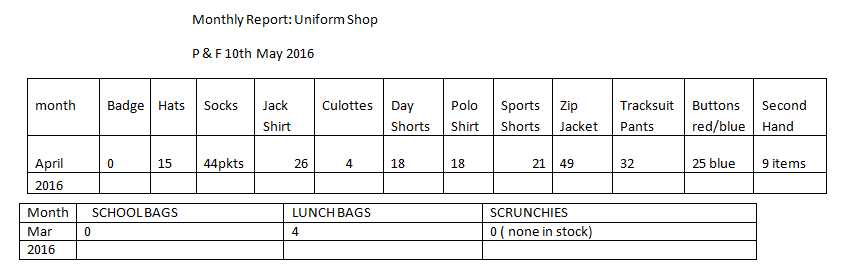 Monthly Report: Uniform Shop
P & F 10th May 2016
month Badge Hats Socks Jack Shirt Culottes Day Shorts Polo Shirt Sports Shorts Zip Jacket Tracksuit Pants Buttons red/blue Second Hand
April 0 15 44pkts 26 4 18 18 21 49 32 25 blue 9 items
2016
Month SCHOOL BAGS LUNCH BAGS SCRUNCHIES
Mar 0 4 0 ( none in stock)
2016